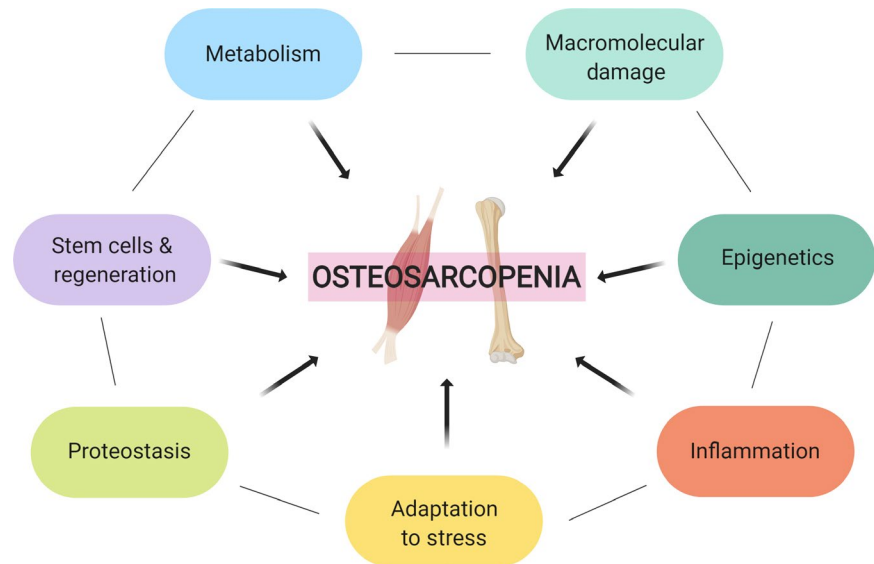 Metabolism
Macromolecular
damage
Stem cells &
regeneration
OSTEOSARCOPENIA
Epigenetics
Proteostasis
Inflammation
Adaptation
to stress